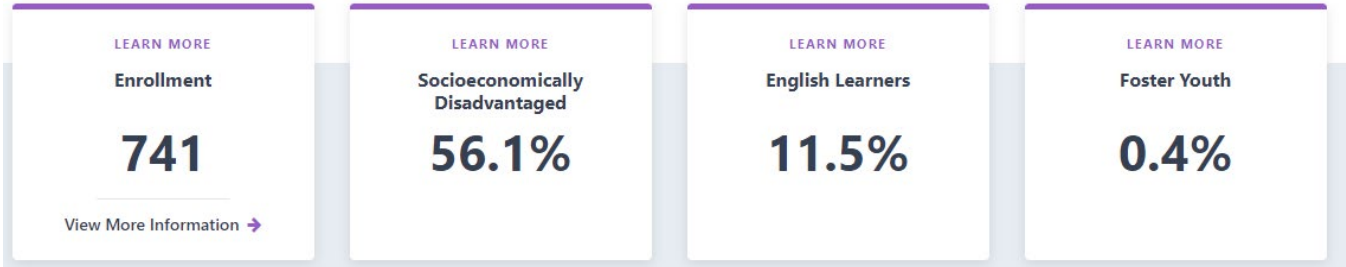 LEARN MORE
Enrollment
741
View More Information
LEARN MORE
Socioeconomically
Disadvantaged
56.1%
LEARN MORE
English Learners
11.5%
LEARN MORE
Foster Youth
0.4%